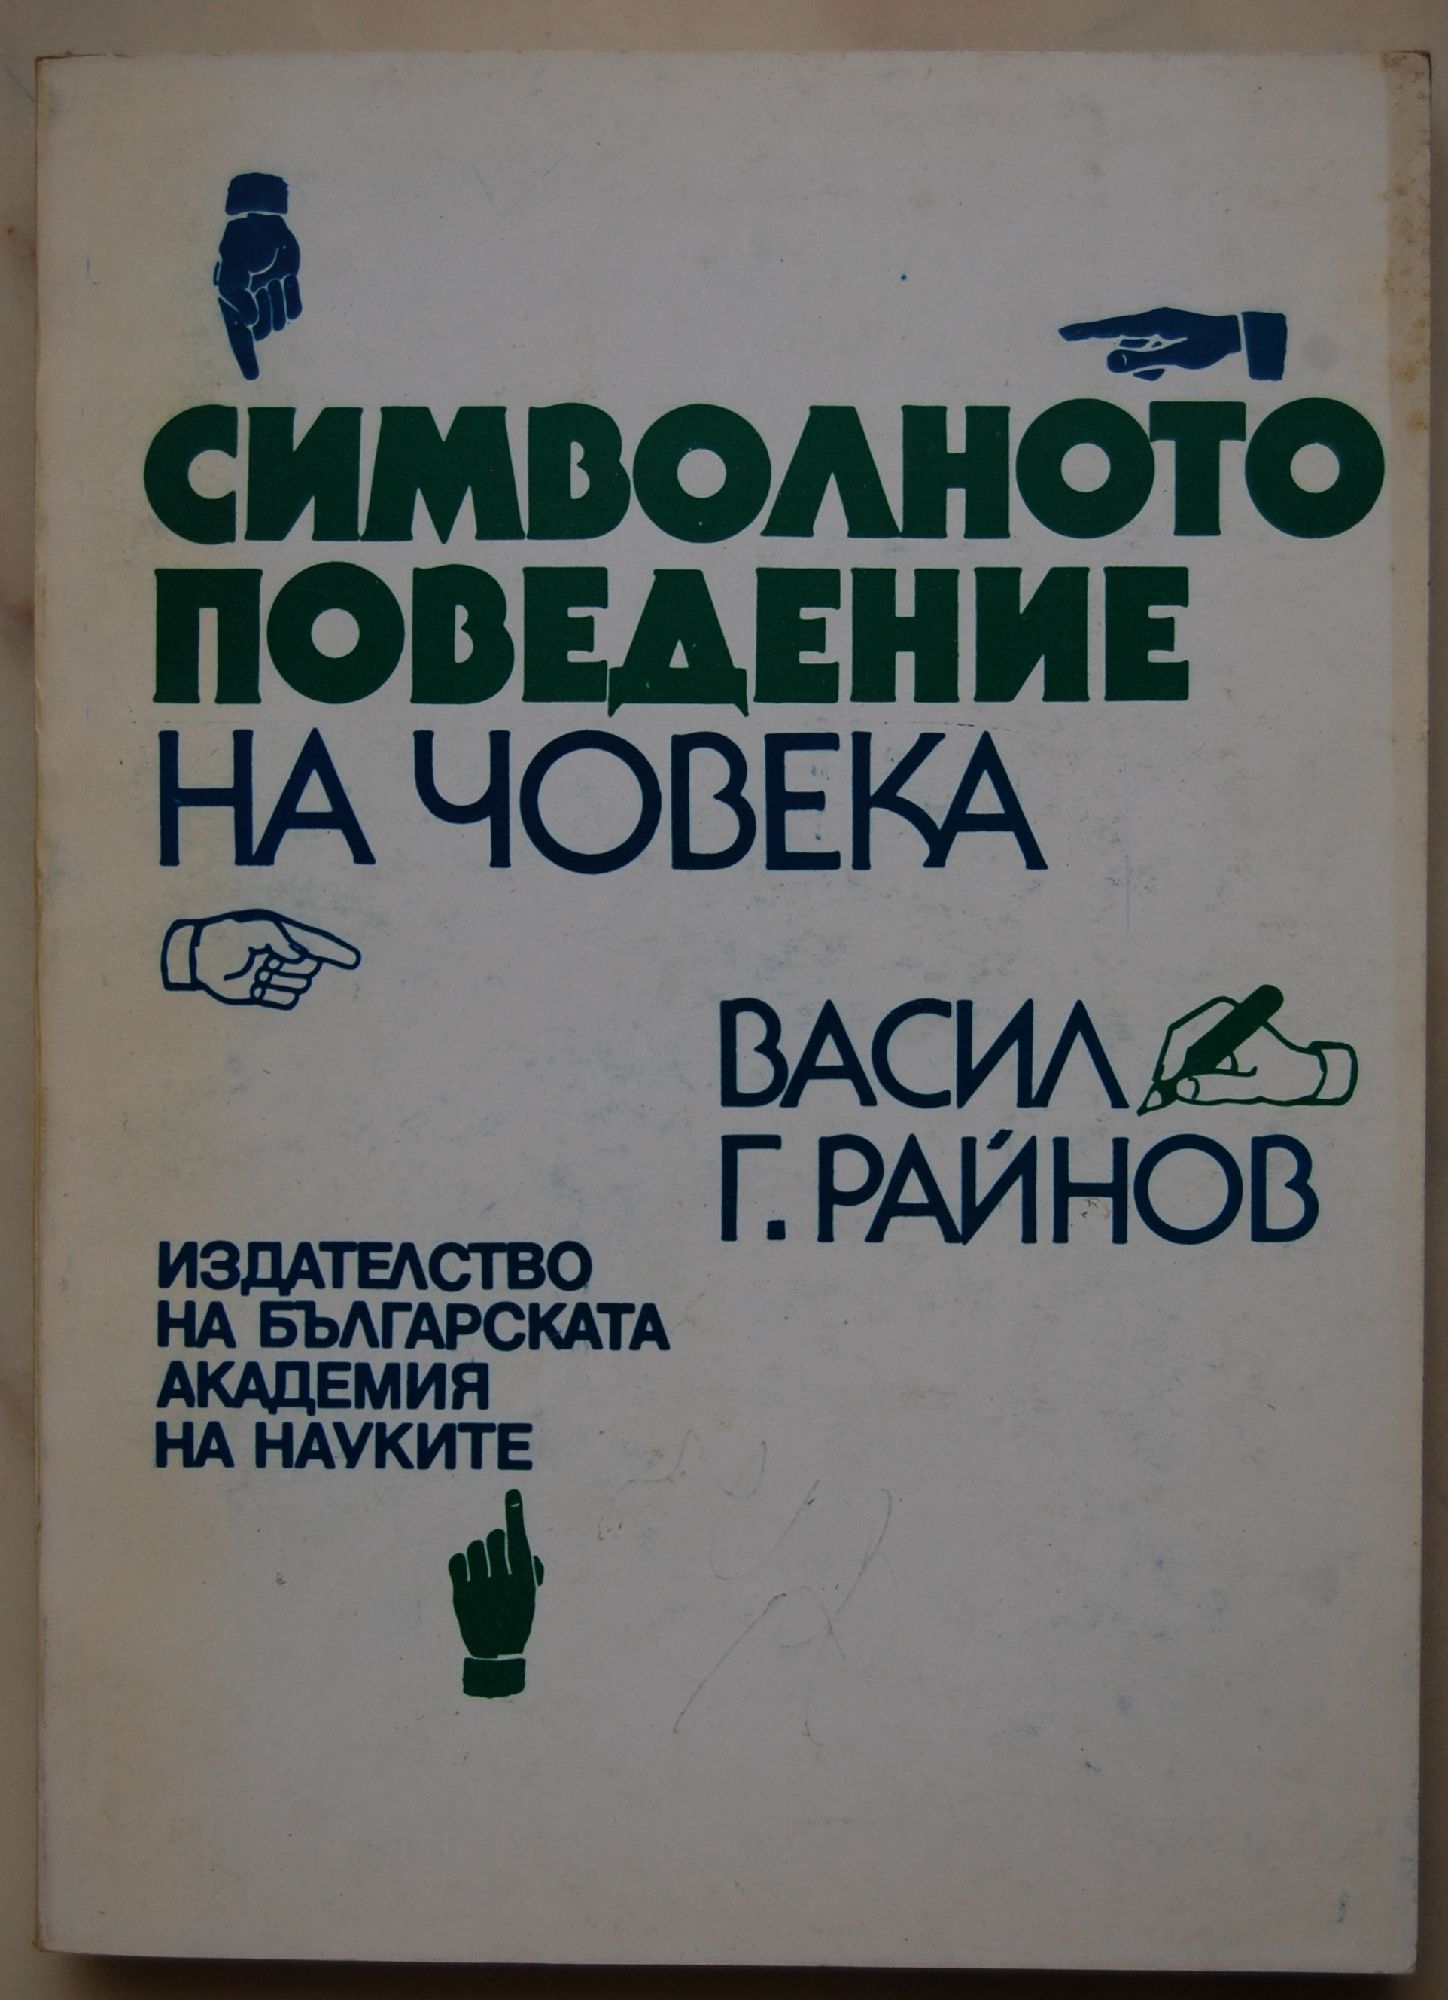 СИМВОЛНОТО
ПОВЕДЕНИЕ
НА ЧОВЕКА
ВАСИЛ
Г. РАЙНОВ
ИЗДАТЕЛСТВО
НА БЪЛГАРСКАТА
АКАДЕМИЯ
НА НАУКИТЕ